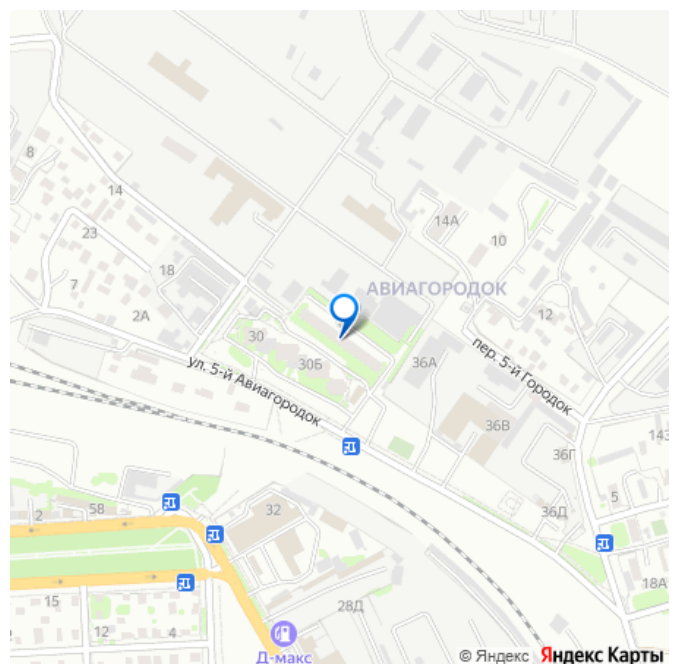 8
14
14А
23
10
18
7
АВИАГОРОДОК
2А
12
30
30Б
36А
пер. 5-й Городок
ул. 5-й Авиагородок
36В
143
36Г
5
58
2
32
36Д
18А
15
28Д
12
4
Д-макс
© Яндекс Яндекс Карты